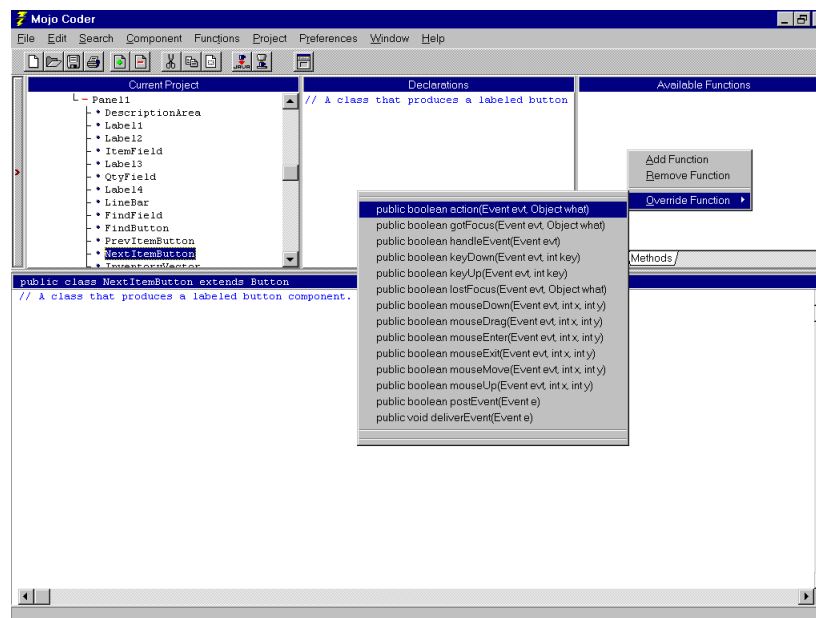 Mojo Coder
File Edit Search Component Functions Project Preferences Window Help
JAVA
Current Project
Panel1
DescriptionArea
Label1
Label2
ItemField
Label3
QtyField
Label4
LineBar
FindField
FindButton
PrevItemButton
NextItemButton
InventoryVector
Declarations
// A class that produces a labeled button
Available Functions
Add Function
Remove Function
Override Function
Methods
public boolean action(Event evt, Object what)
public boolean gotFocus(Event evt, Object what)
public boolean handleEvent(Event evt)
public boolean keyDown(Event evt, int key)
public boolean keyUp(Event evt, int key)
public boolean lostFocus(Event evt, Object what)
public boolean mouseDown(Event evt, int x, int y)
public boolean mouseDrag(Event evt, int x, int y)
public boolean mouseEnter(Event evt, int x, int y)
public boolean mouseExit(Event evt, int x, int y)
public boolean mouseMove(Event evt, int x, int y)
public boolean mouseUp(Event evt, int x, int y)
public boolean postEvent(Event e)
public void deliverEvent(Event e)
public class NextItemButton extends Button
// A class that produces a labeled button component.